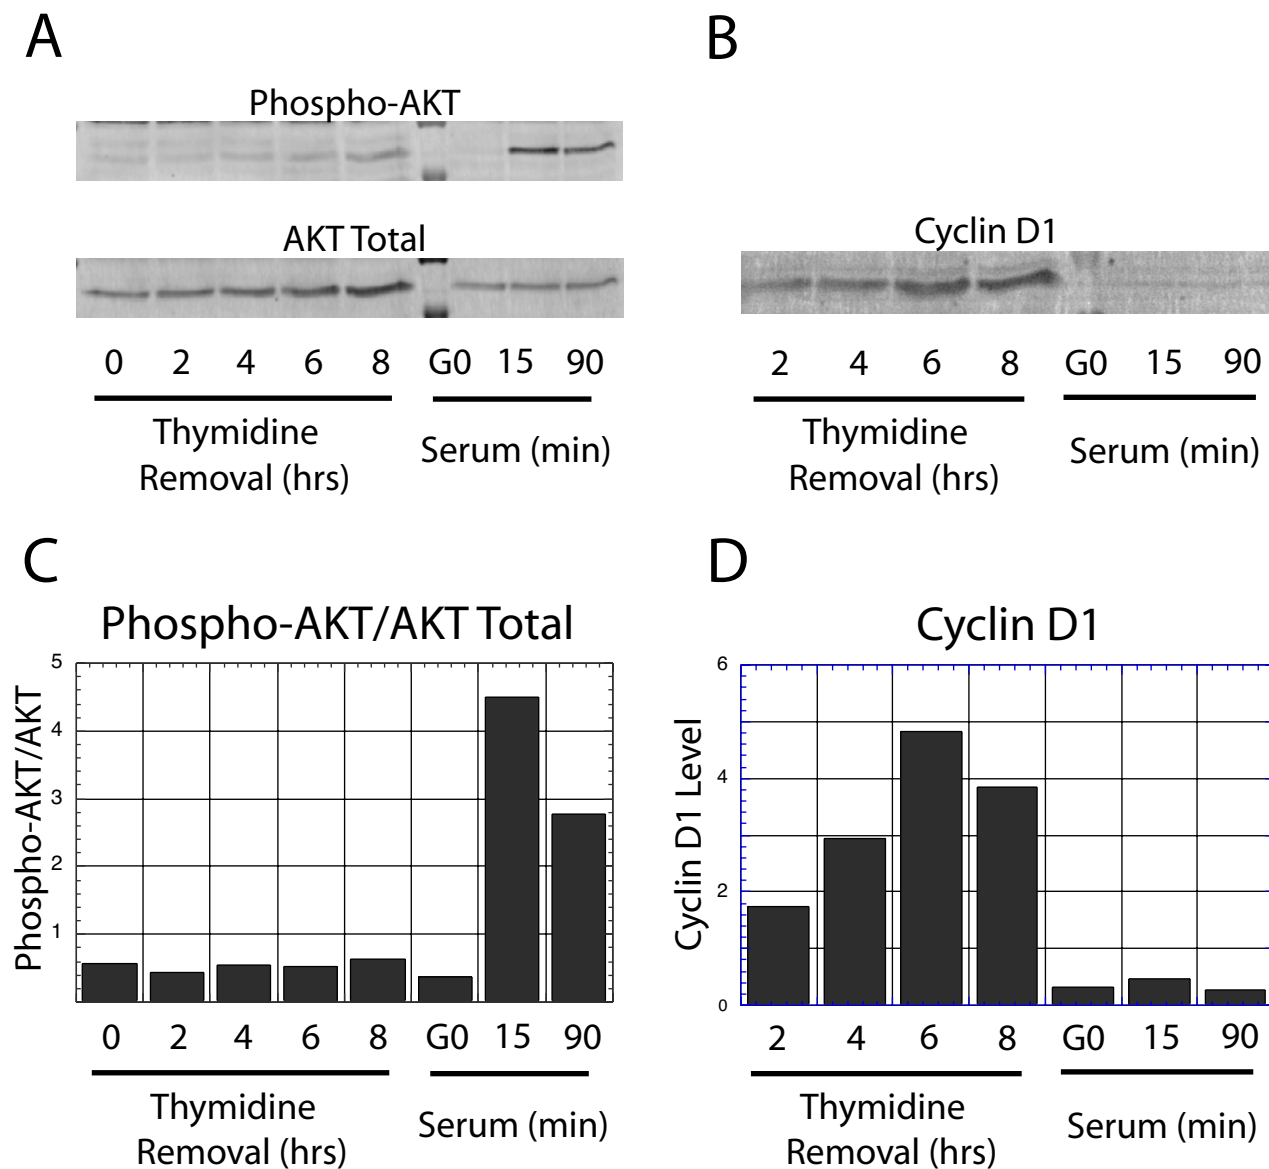 A
B
Phospho-AKT
AKT Total
Cyclin D1
0 2 4 6 8 G0 15 90
2 4 6 8 G0 15 90
Thymidine
Removal (hrs)
Serum (min)
Thymidine
Removal (hrs)
Serum (min)
C
D
Phospho-AKT/AKT Total
Phospho-AKT/AKT
5
4
3
2
1
0 2 4 6 8 G0 15 90
Thymidine
Removal (hrs)
Serum (min)
Cyclin D1
Cyclin D1 Level
6
4
2
0
2 4 6 8 G0 15 90
Thymidine
Removal (hrs)
Serum (min)